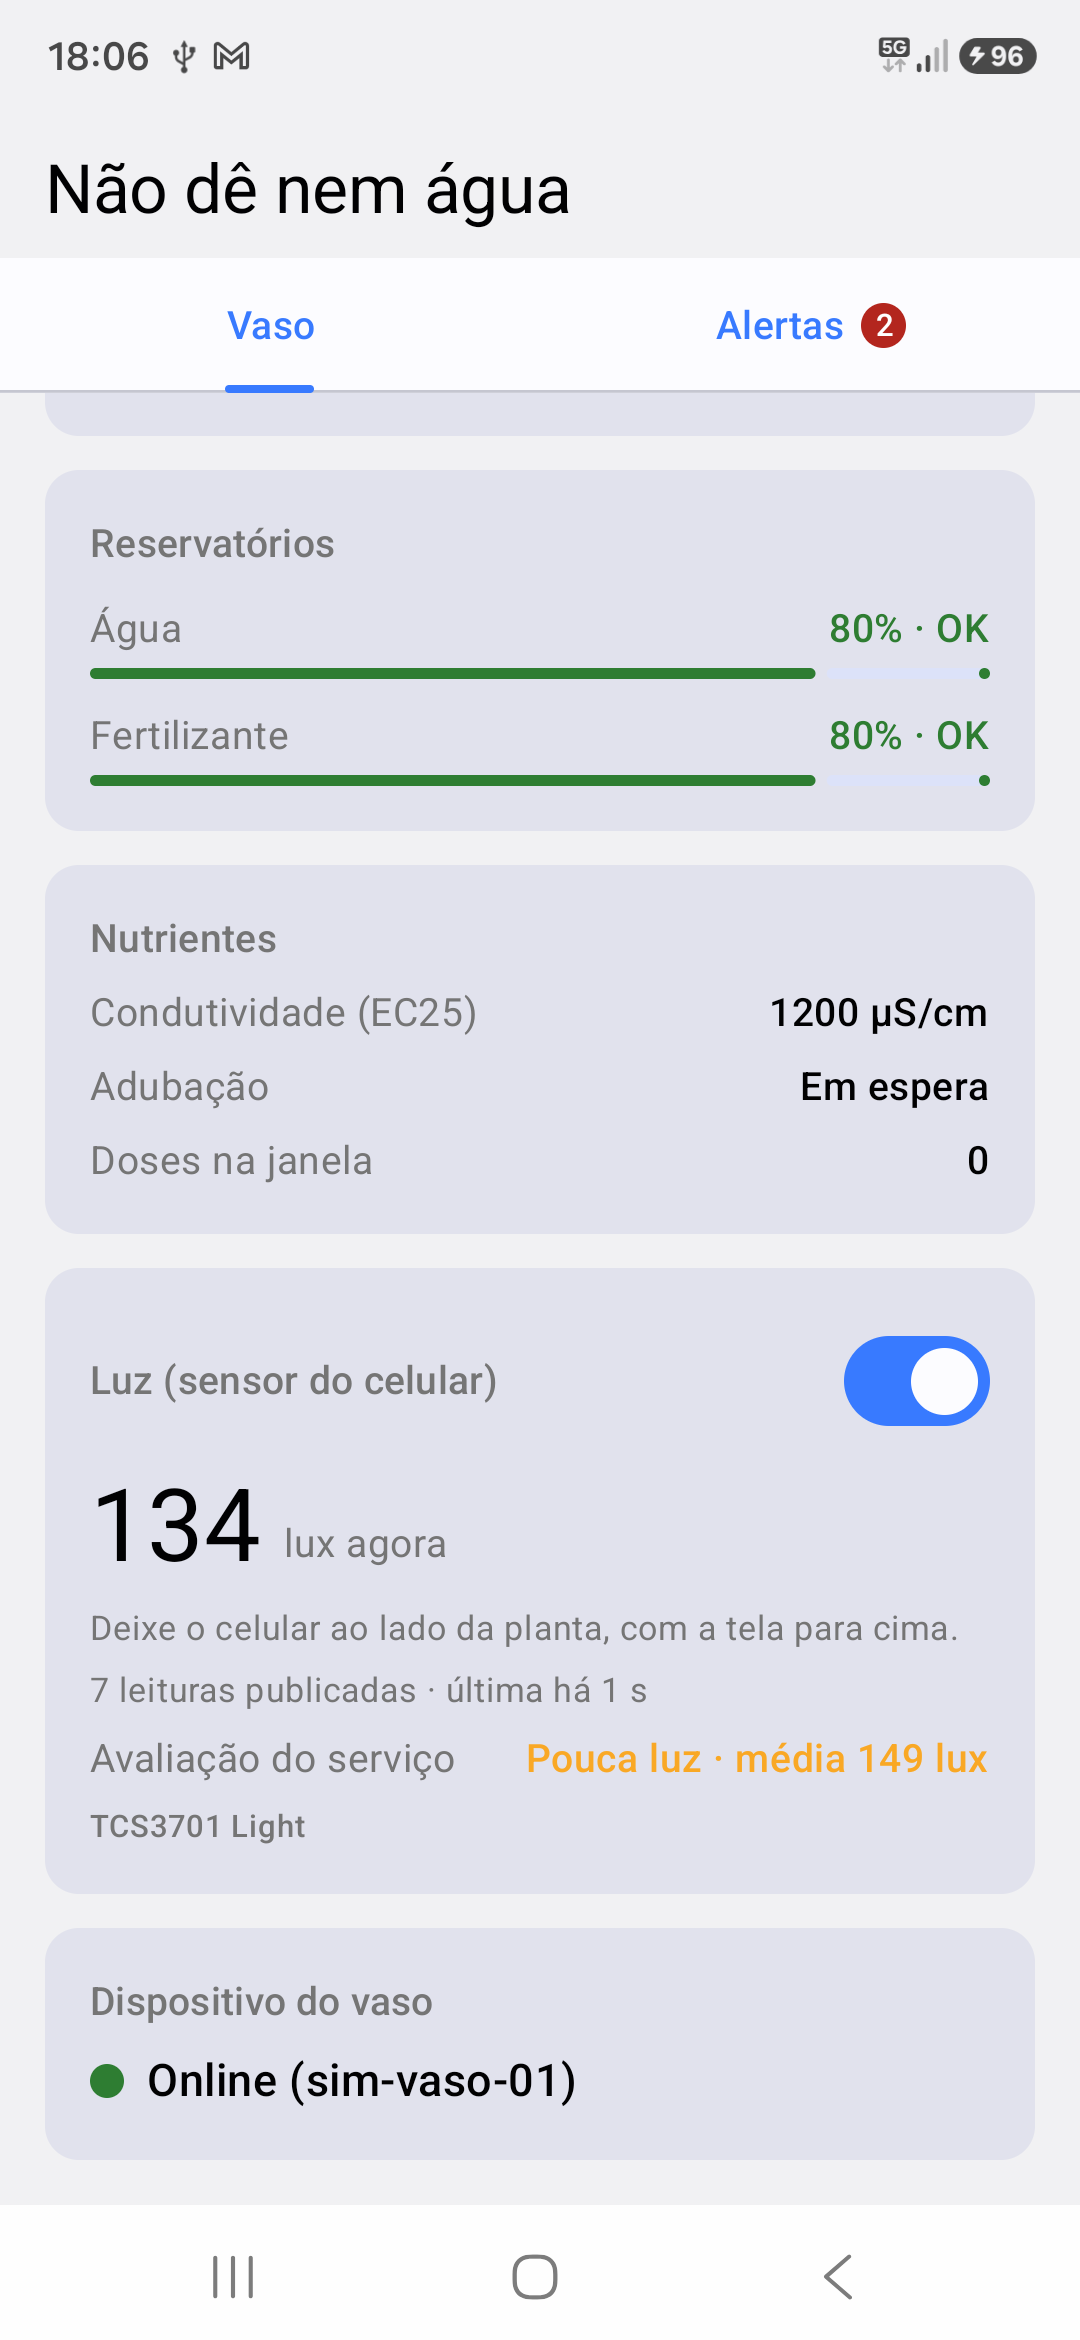 18:06
5G
96
Não dê nem água
Vaso
Alertas 2
Reservatórios
Água 80% · OK
Fertilizante 80% · OK
Nutrientes
Condutividade (EC25) 1200 µS/cm
Adubação Em espera
Doses na janela 0
Luz (sensor do celular)
134 lux agora
Deixe o celular ao lado da planta, com a tela para cima.
7 leituras publicadas · última há 1 s
Avaliação do serviço Pouca luz · média 149 lux
TCS3701 Light
Dispositivo do vaso
Online (sim-vaso-01)